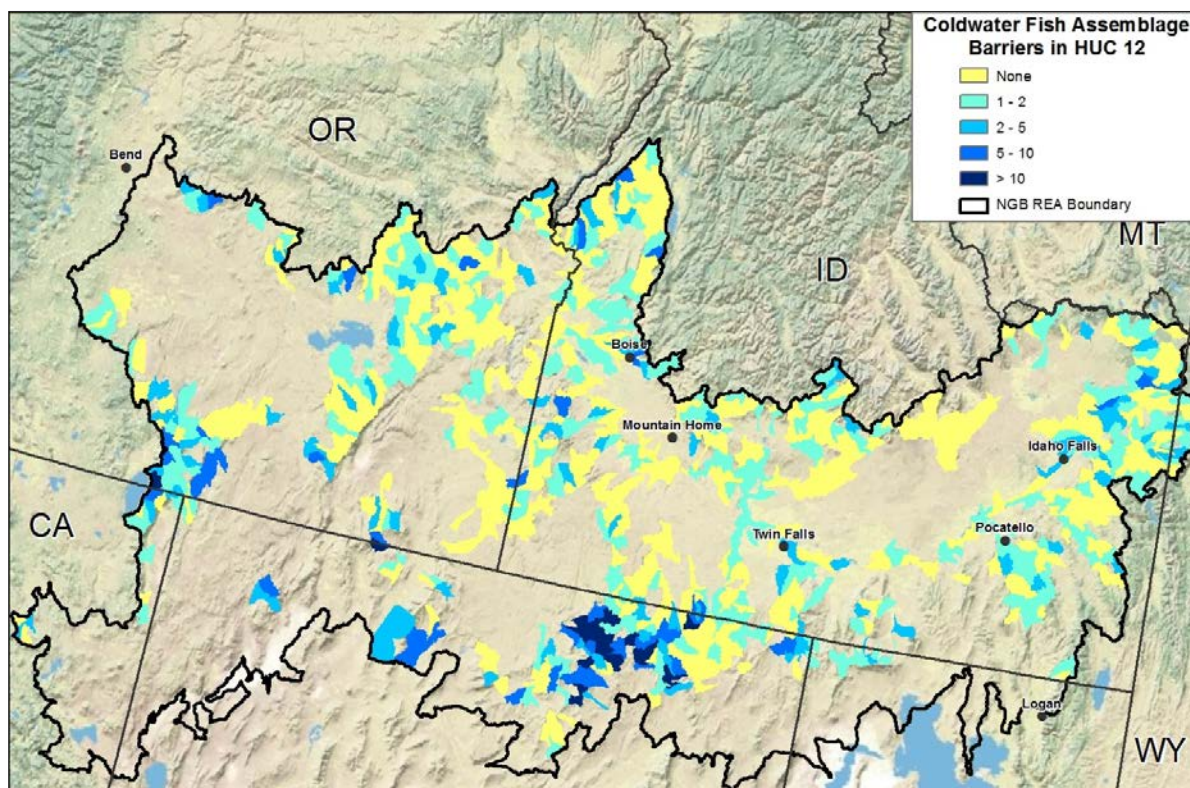 Coldwater Fish Assemblage
Barriers in HUC 12
None
1 - 2
2 - 5
5 - 10
> 10
NGB REA Boundary
OR
Bend
MT
ID
Boise
Mountain Home
Idaho Falls
CA
Twin Falls
Pocatello
Logan
WY